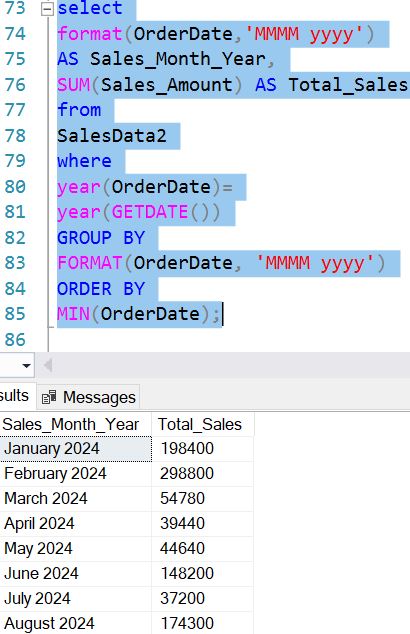 73 select
74 format(OrderDate,'MMMM yyyy')
75 AS Sales_Month_Year,
76 SUM(Sales_Amount) AS Total_Sales
77 from
78 SalesData2
79 where
80 year(OrderDate)=
81 year(GETDATE())
82 GROUP BY
83 FORMAT(OrderDate, 'MMMM yyyy')
84 ORDER BY
85 MIN(OrderDate);
86
sults Messages
Sales_Month_Year Total_Sales
January 2024 198400
February 2024 298800
March 2024 54780
April 2024 39440
May 2024 44640
June 2024 148200
July 2024 37200
August 2024 174300